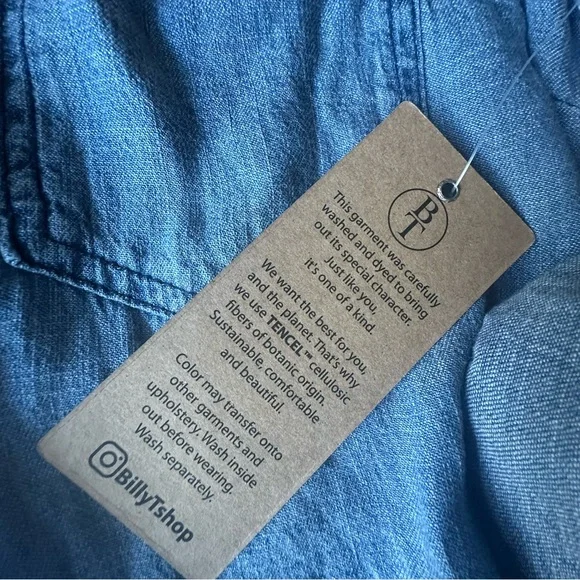 BT
This garment was carefully
washed and dyed to bring
out its special character.
Just like you,
it's one of a kind.
We want the best for you,
and the planet. That's why
we use TENCEL™ cellulosic
fibers of botanic origin.
Sustainable, comfortable
and beautiful.
Color may transfer onto
other garments and
upholstery. Wash inside
out before wearing.
Wash separately.
@BillyTshop